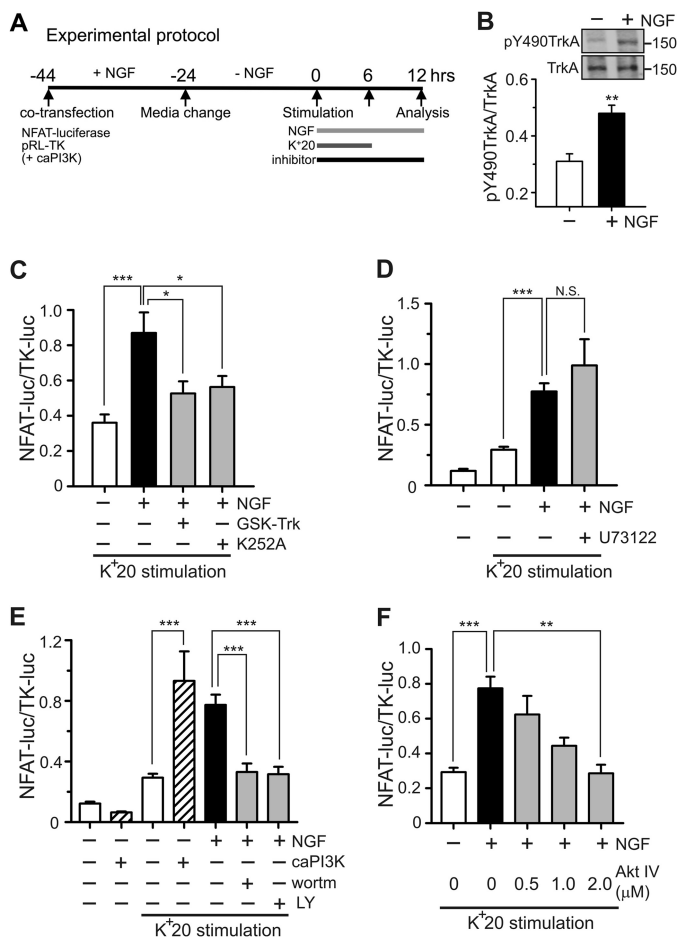 A
Experimental protocol
-44 + NGF -24 - NGF 0 6 12 hrs
co-transfection Media change Stimulation Analysis
NFAT-luciferase
pRL-TK
(+ caPI3K)
NGF
K+20
inhibitor
B
− + NGF
pY490TrkA -150
TrkA -150
pY490TrkA/TrkA
0.6
0.4
0.2
**
− + NGF
C
NFAT-luc/TK-luc
1.0
0.8
0.6
0.4
0.2
0
*** *
*
− + + + NGF
− − + − GSK-Trk
− − − + K252A
K+20 stimulation
D
NFAT-luc/TK-luc
1.5
1.0
0.5
0
*** N.S.
− − + + NGF
− − − + U73122
K+20 stimulation
E
NFAT-luc/TK-luc
1.2
0.8
0.4
0
*** ***
***
− − − − + + + NGF
− + − + − − − caPI3K
− − − − − + − wortm
− − − − − − + LY
K+20 stimulation
F
NFAT-luc/TK-luc
1.0
0.8
0.6
0.4
0.2
0
*** **
− + + + + NGF
0 0 0.5 1.0 2.0 Akt IV
(μM)
K+20 stimulation